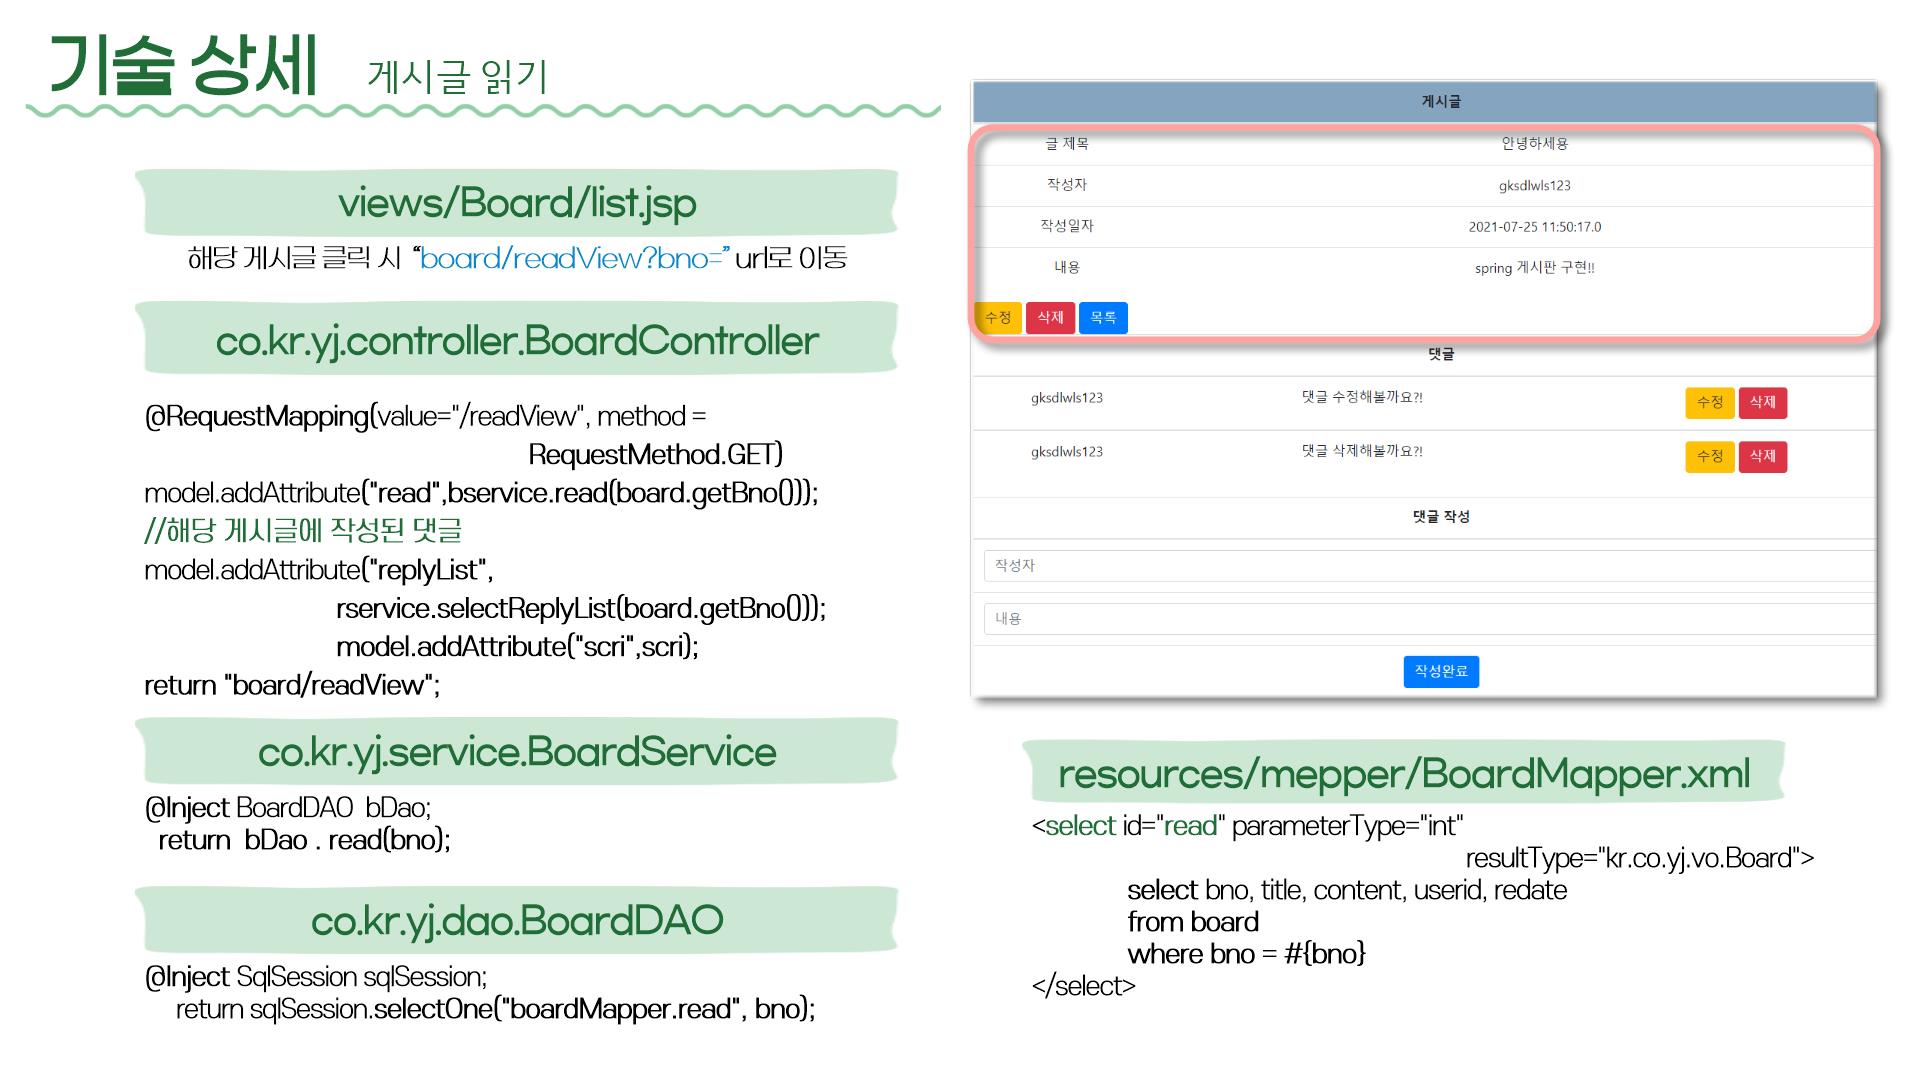 기술 상세 게시글 읽기
views/Board/list.jsp
해당 게시글 클릭 시 “board/readView?bno=” url로 이동
co.kr.yj.controller.BoardController
@RequestMapping(value="/readView", method =
RequestMethod.GET)
model.addAttribute("read",bservice.read(board.getBno()));
//해당 게시글에 작성된 댓글
model.addAttribute("replyList",
rservice.selectReplyList(board.getBno()));
model.addAttribute("scri",scri);
return "board/readView";
co.kr.yj.service.BoardService
@Inject BoardDAO bDao;
return bDao . read(bno);
co.kr.yj.dao.BoardDAO
@Inject SqlSession sqlSession;
return sqlSession.selectOne("boardMapper.read", bno);
게시글
글 제목 안녕하세용
작성자 gksdlwls123
작성일자 2021-07-25 11:50:17.0
내용 spring 게시판 구현!!
수정 삭제 목록
댓글
gksdlwls123 댓글 수정해볼까요?! 수정 삭제
gksdlwls123 댓글 삭제해볼까요?! 수정 삭제
댓글 작성
작성자
내용
작성완료
resources/mepper/BoardMapper.xml
<select id="read" parameterType="int"
resultType="kr.co.yj.vo.Board">
select bno, title, content, userid, redate
from board
where bno = #{bno}
</select>